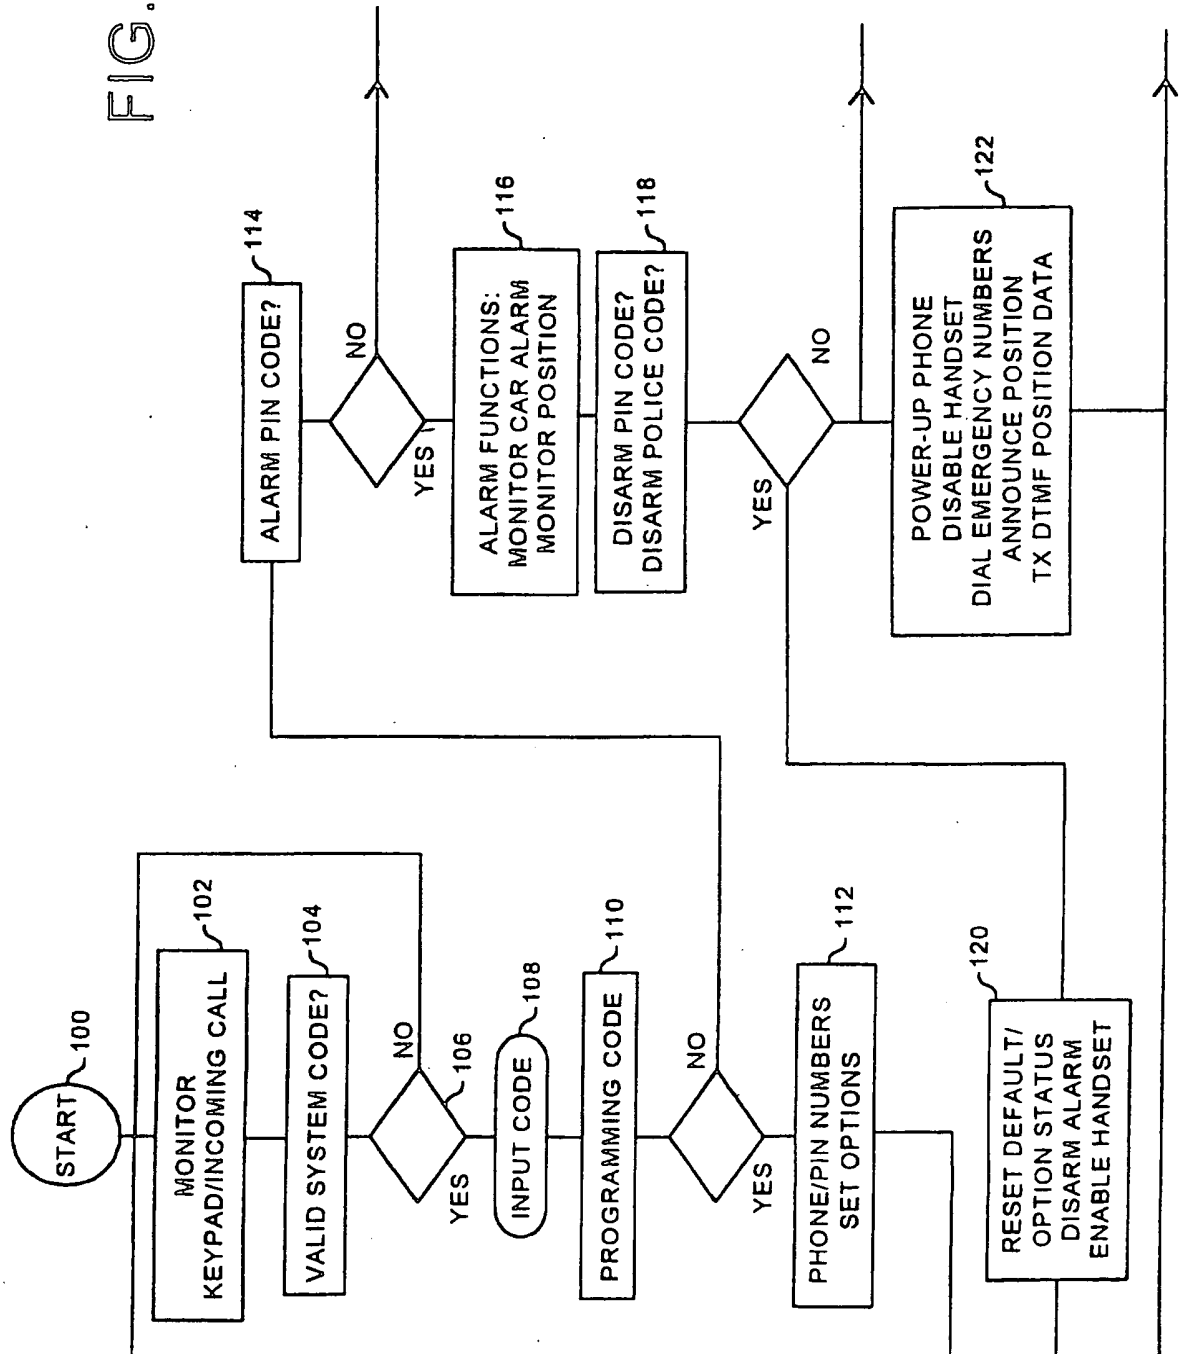 FIG.
START
100
MONITOR
KEYPAD/INCOMING CALL
102
VALID SYSTEM CODE?
104
NO
106
YES
INPUT CODE
108
PROGRAMMING CODE
110
NO
YES
PHONE/PIN NUMBERS
SET OPTIONS
112
ALARM PIN CODE?
114
NO
YES
ALARM FUNCTIONS:
MONITOR CAR ALARM
MONITOR POSITION
116
DISARM PIN CODE?
DISARM POLICE CODE?
118
YES
NO
RESET DEFAULT/
OPTION STATUS
DISARM ALARM
ENABLE HANDSET
120
POWER-UP PHONE
DISABLE HANDSET
DIAL EMERGENCY NUMBERS
ANNOUNCE POSITION
TX DTMF POSITION DATA
122